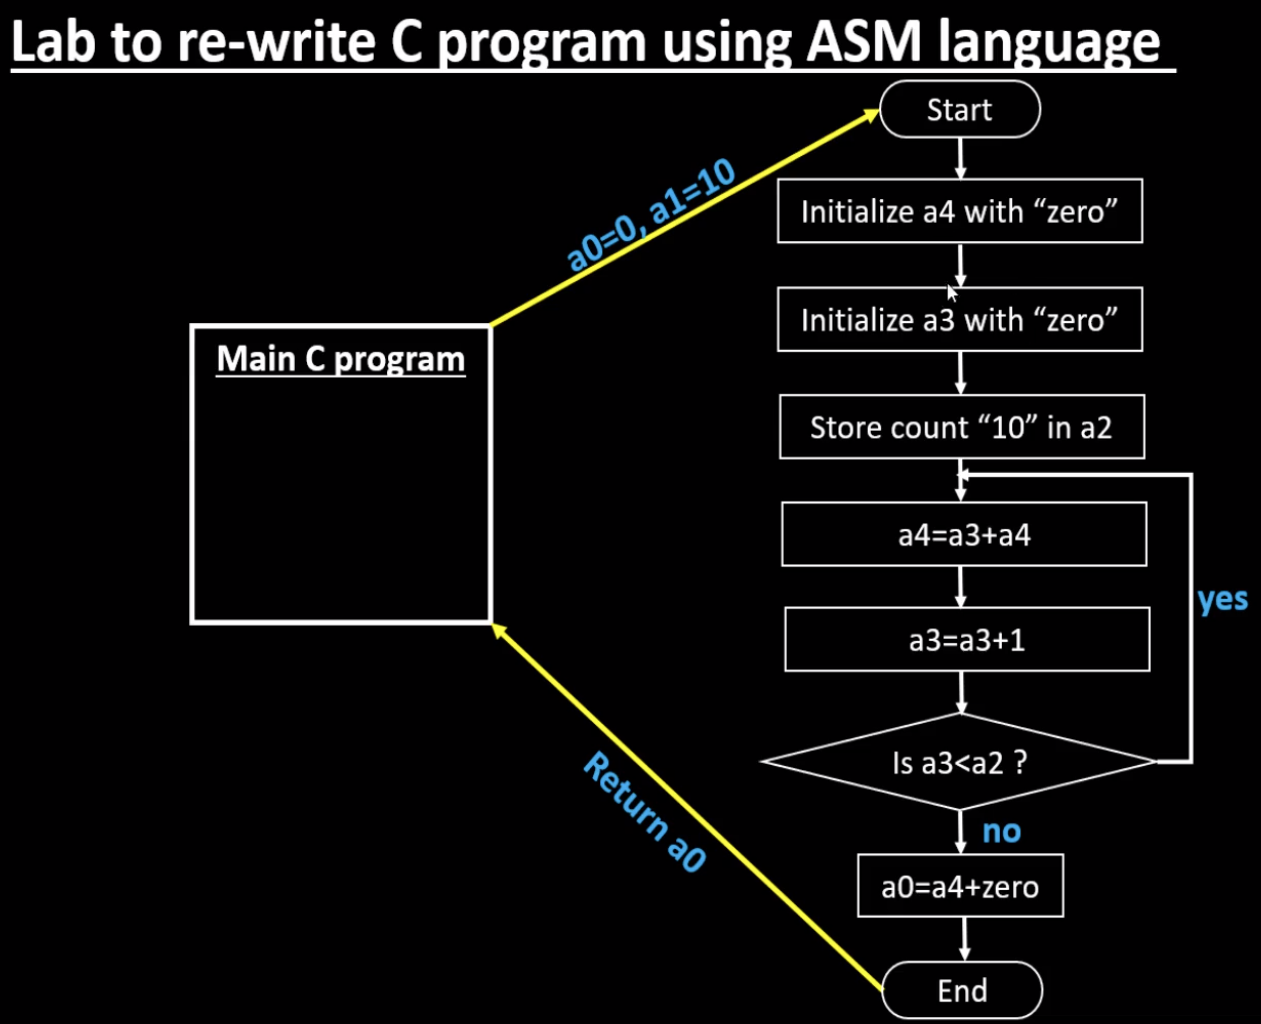 Lab to re-write C program using ASM language
Start
a0=0, a1=10
Initialize a4 with “zero”
Initialize a3 with “zero”
Main C program
Store count “10” in a2
a4=a3+a4
yes
a3=a3+1
Is a3<a2 ?
no
Return a0
a0=a4+zero
End